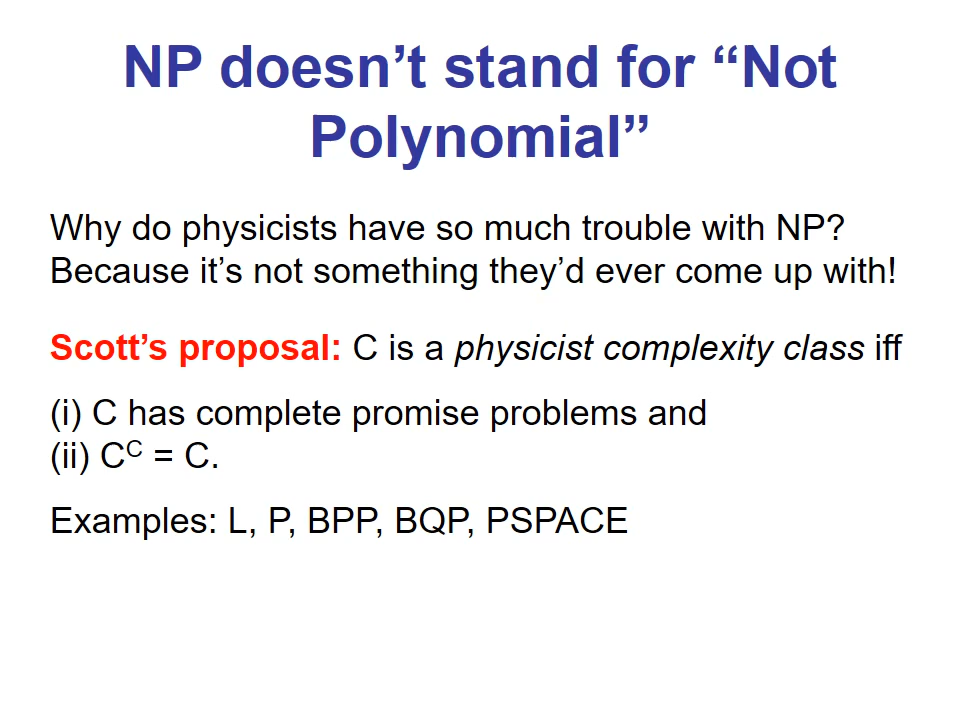 NP doesn’t stand for “Not
Polynomial”
Why do physicists have so much trouble with NP?
Because it’s not something they’d ever come up with!
Scott’s proposal: C is a physicist complexity class iff
(i) C has complete promise problems and
(ii) Cᶜ = C.
Examples: L, P, BPP, BQP, PSPACE